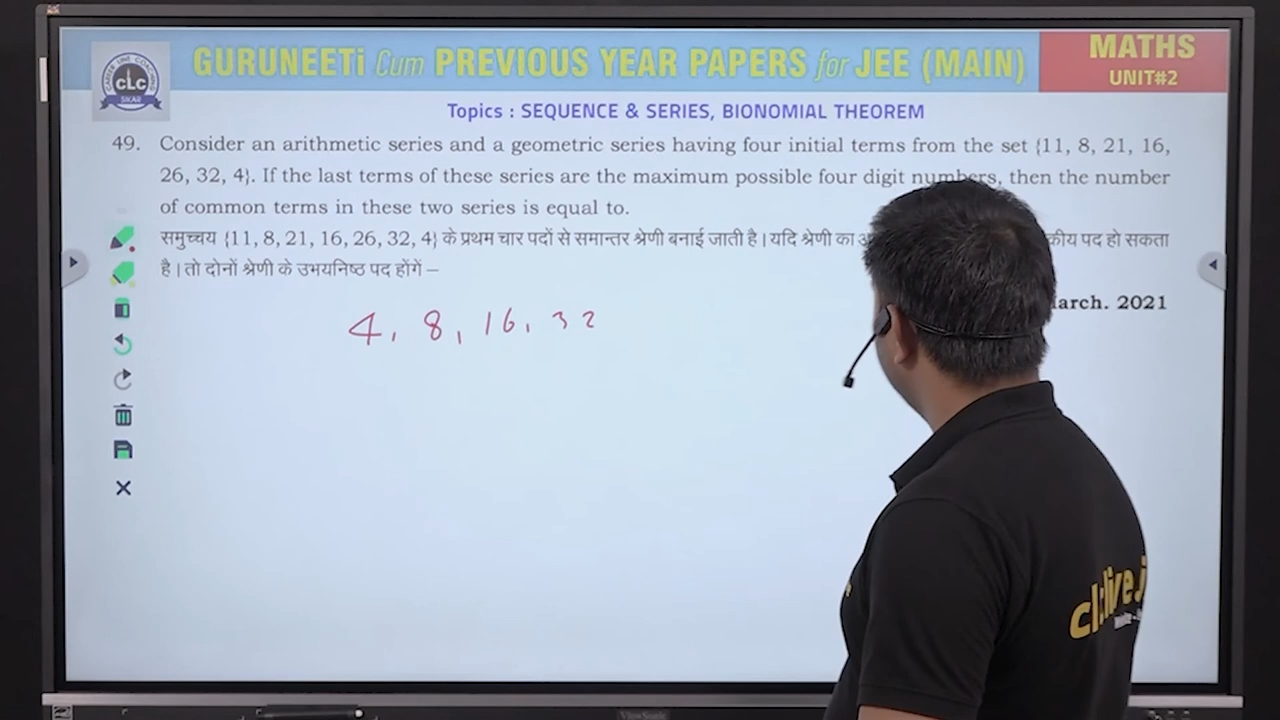 GURUNEETi Cum PREVIOUS YEAR PAPERS for JEE (MAIN)
MATHS
UNIT#2
CLC
SIKAR
Topics : SEQUENCE & SERIES, BIONOMIAL THEOREM
49. Consider an arithmetic series and a geometric series having four initial terms from the set {11, 8, 21, 16,
26, 32, 4}. If the last terms of these series are the maximum possible four digit numbers, then the number
of common terms in these two series is equal to.
समुच्चय {11, 8, 21, 16, 26, 32, 4} के प्रथम चार पदों से समान्तर श्रेणी बनाई जाती है। यदि श्रेणी का कीय पद हो सकता
है। तो दोनों श्रेणी के उभयनिष्ठ पद होंगें –
arch. 2021
4, 8, 16, 32
ViewSonic